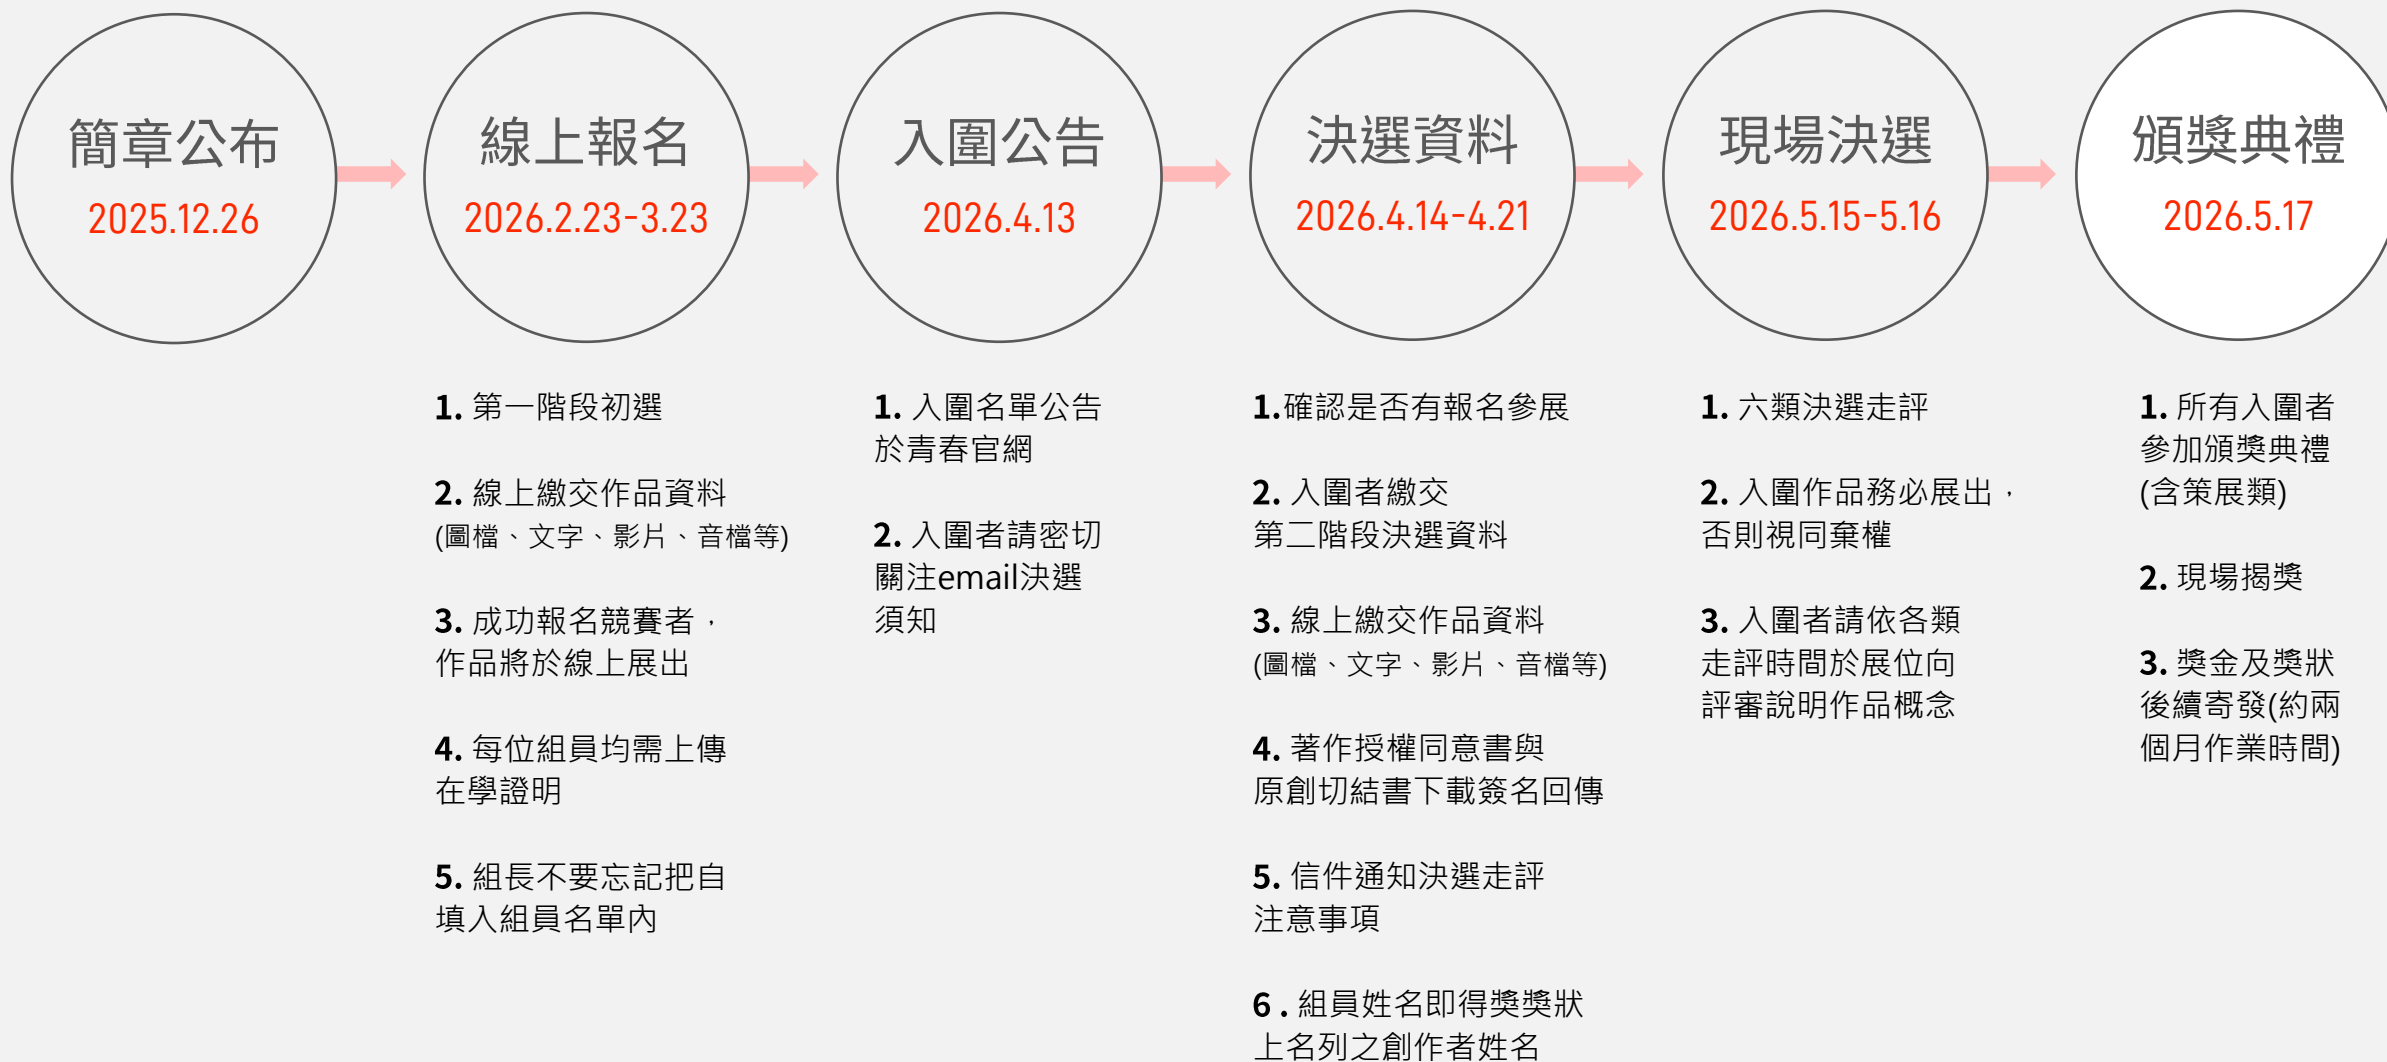 簡章公布
2025.12.26
線上報名
2026.2.23-3.23
1. 第一階段初選
2. 線上繳交作品資料
(圖檔、文字、影片、音檔等)
3. 成功報名競賽者，
作品將於線上展出
4. 每位組員均需上傳
在學證明
5. 組長不要忘記把自
填入組員名單內
入圍公告
2026.4.13
1. 入圍名單公告
於青春官網
2. 入圍者請密切
關注email決選
須知
決選資料
2026.4.14-4.21
1.確認是否有報名參展
2. 入圍者繳交
第二階段決選資料
3. 線上繳交作品資料
(圖檔、文字、影片、音檔等)
4. 著作授權同意書與
原創切結書下載簽名回傳
5. 信件通知決選走評
注意事項
6 . 組員姓名即得獎獎狀
上名列之創作者姓名
現場決選
2026.5.15-5.16
1. 六類決選走評
2. 入圍作品務必展出，
否則視同棄權
3. 入圍者請依各類
走評時間於展位向
評審說明作品概念
頒獎典禮
2026.5.17
1. 所有入圍者
參加頒獎典禮
(含策展類)
2. 現場揭獎
3. 獎金及獎狀
後續寄發(約兩
個月作業時間)